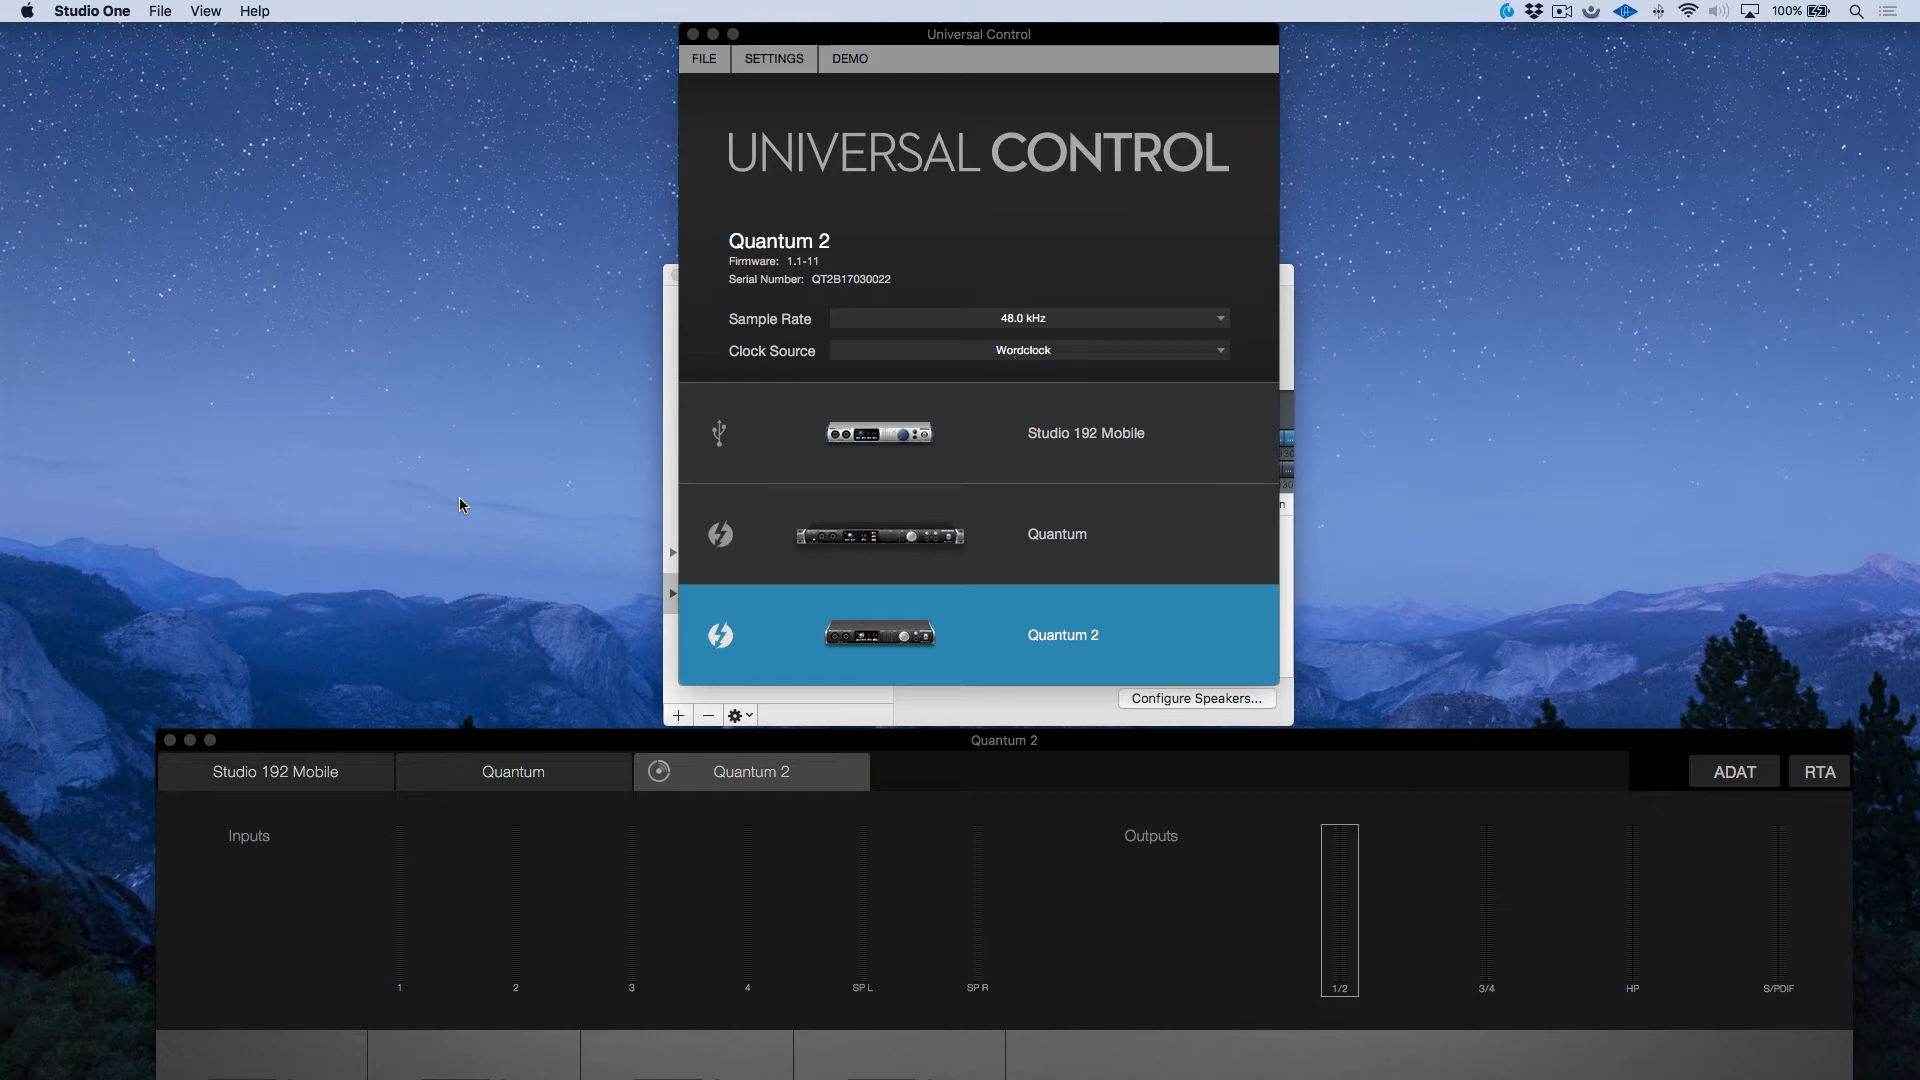 Studio One File View Help 100%
Universal Control
FILE SETTINGS DEMO
UNIVERSAL CONTROL
Quantum 2
Firmware: 1.1-11
Serial Number: QT2B17030022
Sample Rate 48.0 kHz
Clock Source Wordclock
Studio 192 Mobile
Quantum
Quantum 2
Configure Speakers...
Quantum 2
Studio 192 Mobile Quantum Quantum 2 ADAT RTA
Inputs Outputs
1 2 3 4 SP L SP R 1/2 3/4 HP S/PDIF